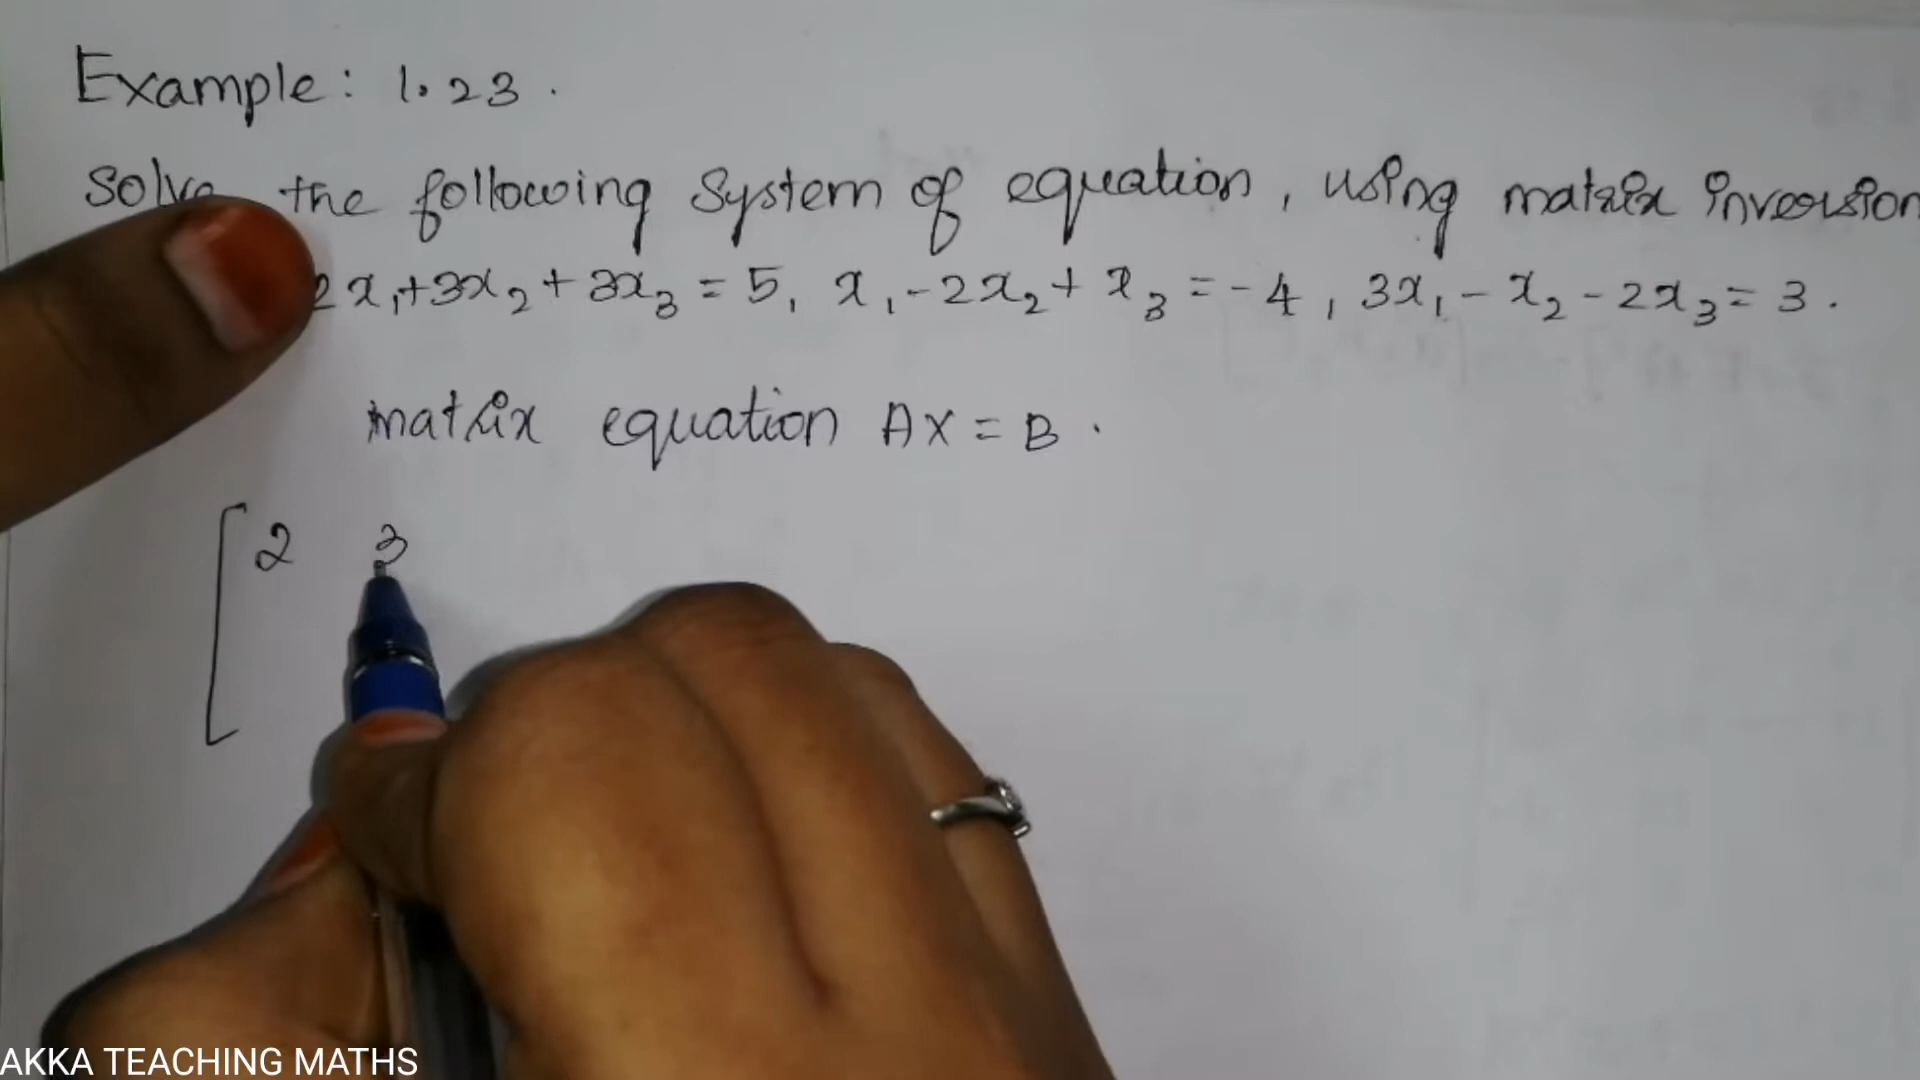 Example: 1.23.
Solve the following System of equation, using matrix inversion
2x₁+3x₂+3x₃=5, x₁-2x₂+x₃=-4, 3x₁-x₂-2x₃=3.
matrix equation AX=B.
[2 3
AKKA TEACHING MATHS